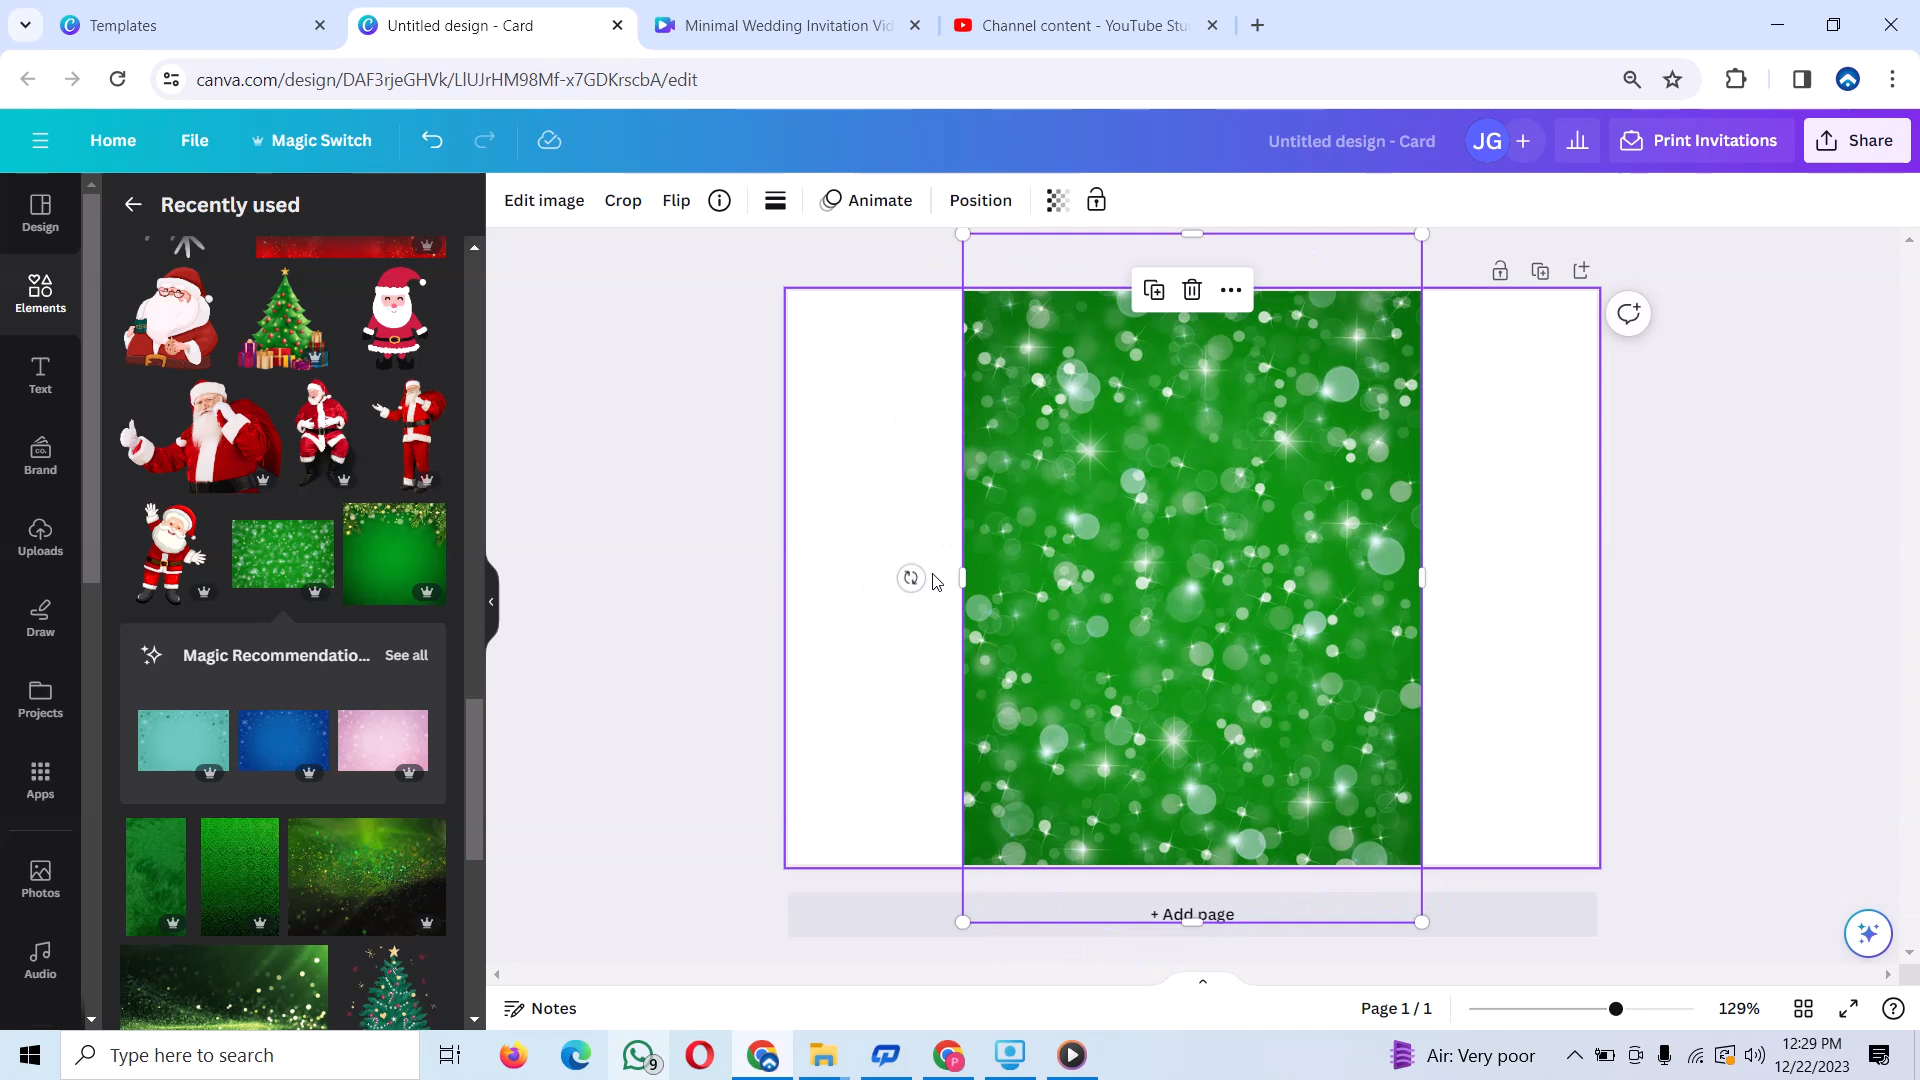 Templates
Untitled design - Card
Minimal Wedding Invitation Vid
Channel content - YouTube Stu
canva.com/design/DAF3rjeGHVk/LlUJrHM98Mf-x7GDKrscbA/edit
Home
File
Magic Switch
Untitled design - Card
JG
Print Invitations
Share
Design
Elements
Text
Brand
Uploads
Draw
Projects
Apps
Photos
Audio
Recently used
Edit image
Crop
Flip
Animate
Position
Magic Recommendatio...
See all
+ Add page
Notes
Page 1 / 1
129%
Type here to search
9
Air: Very poor
12:29 PM
12/22/2023